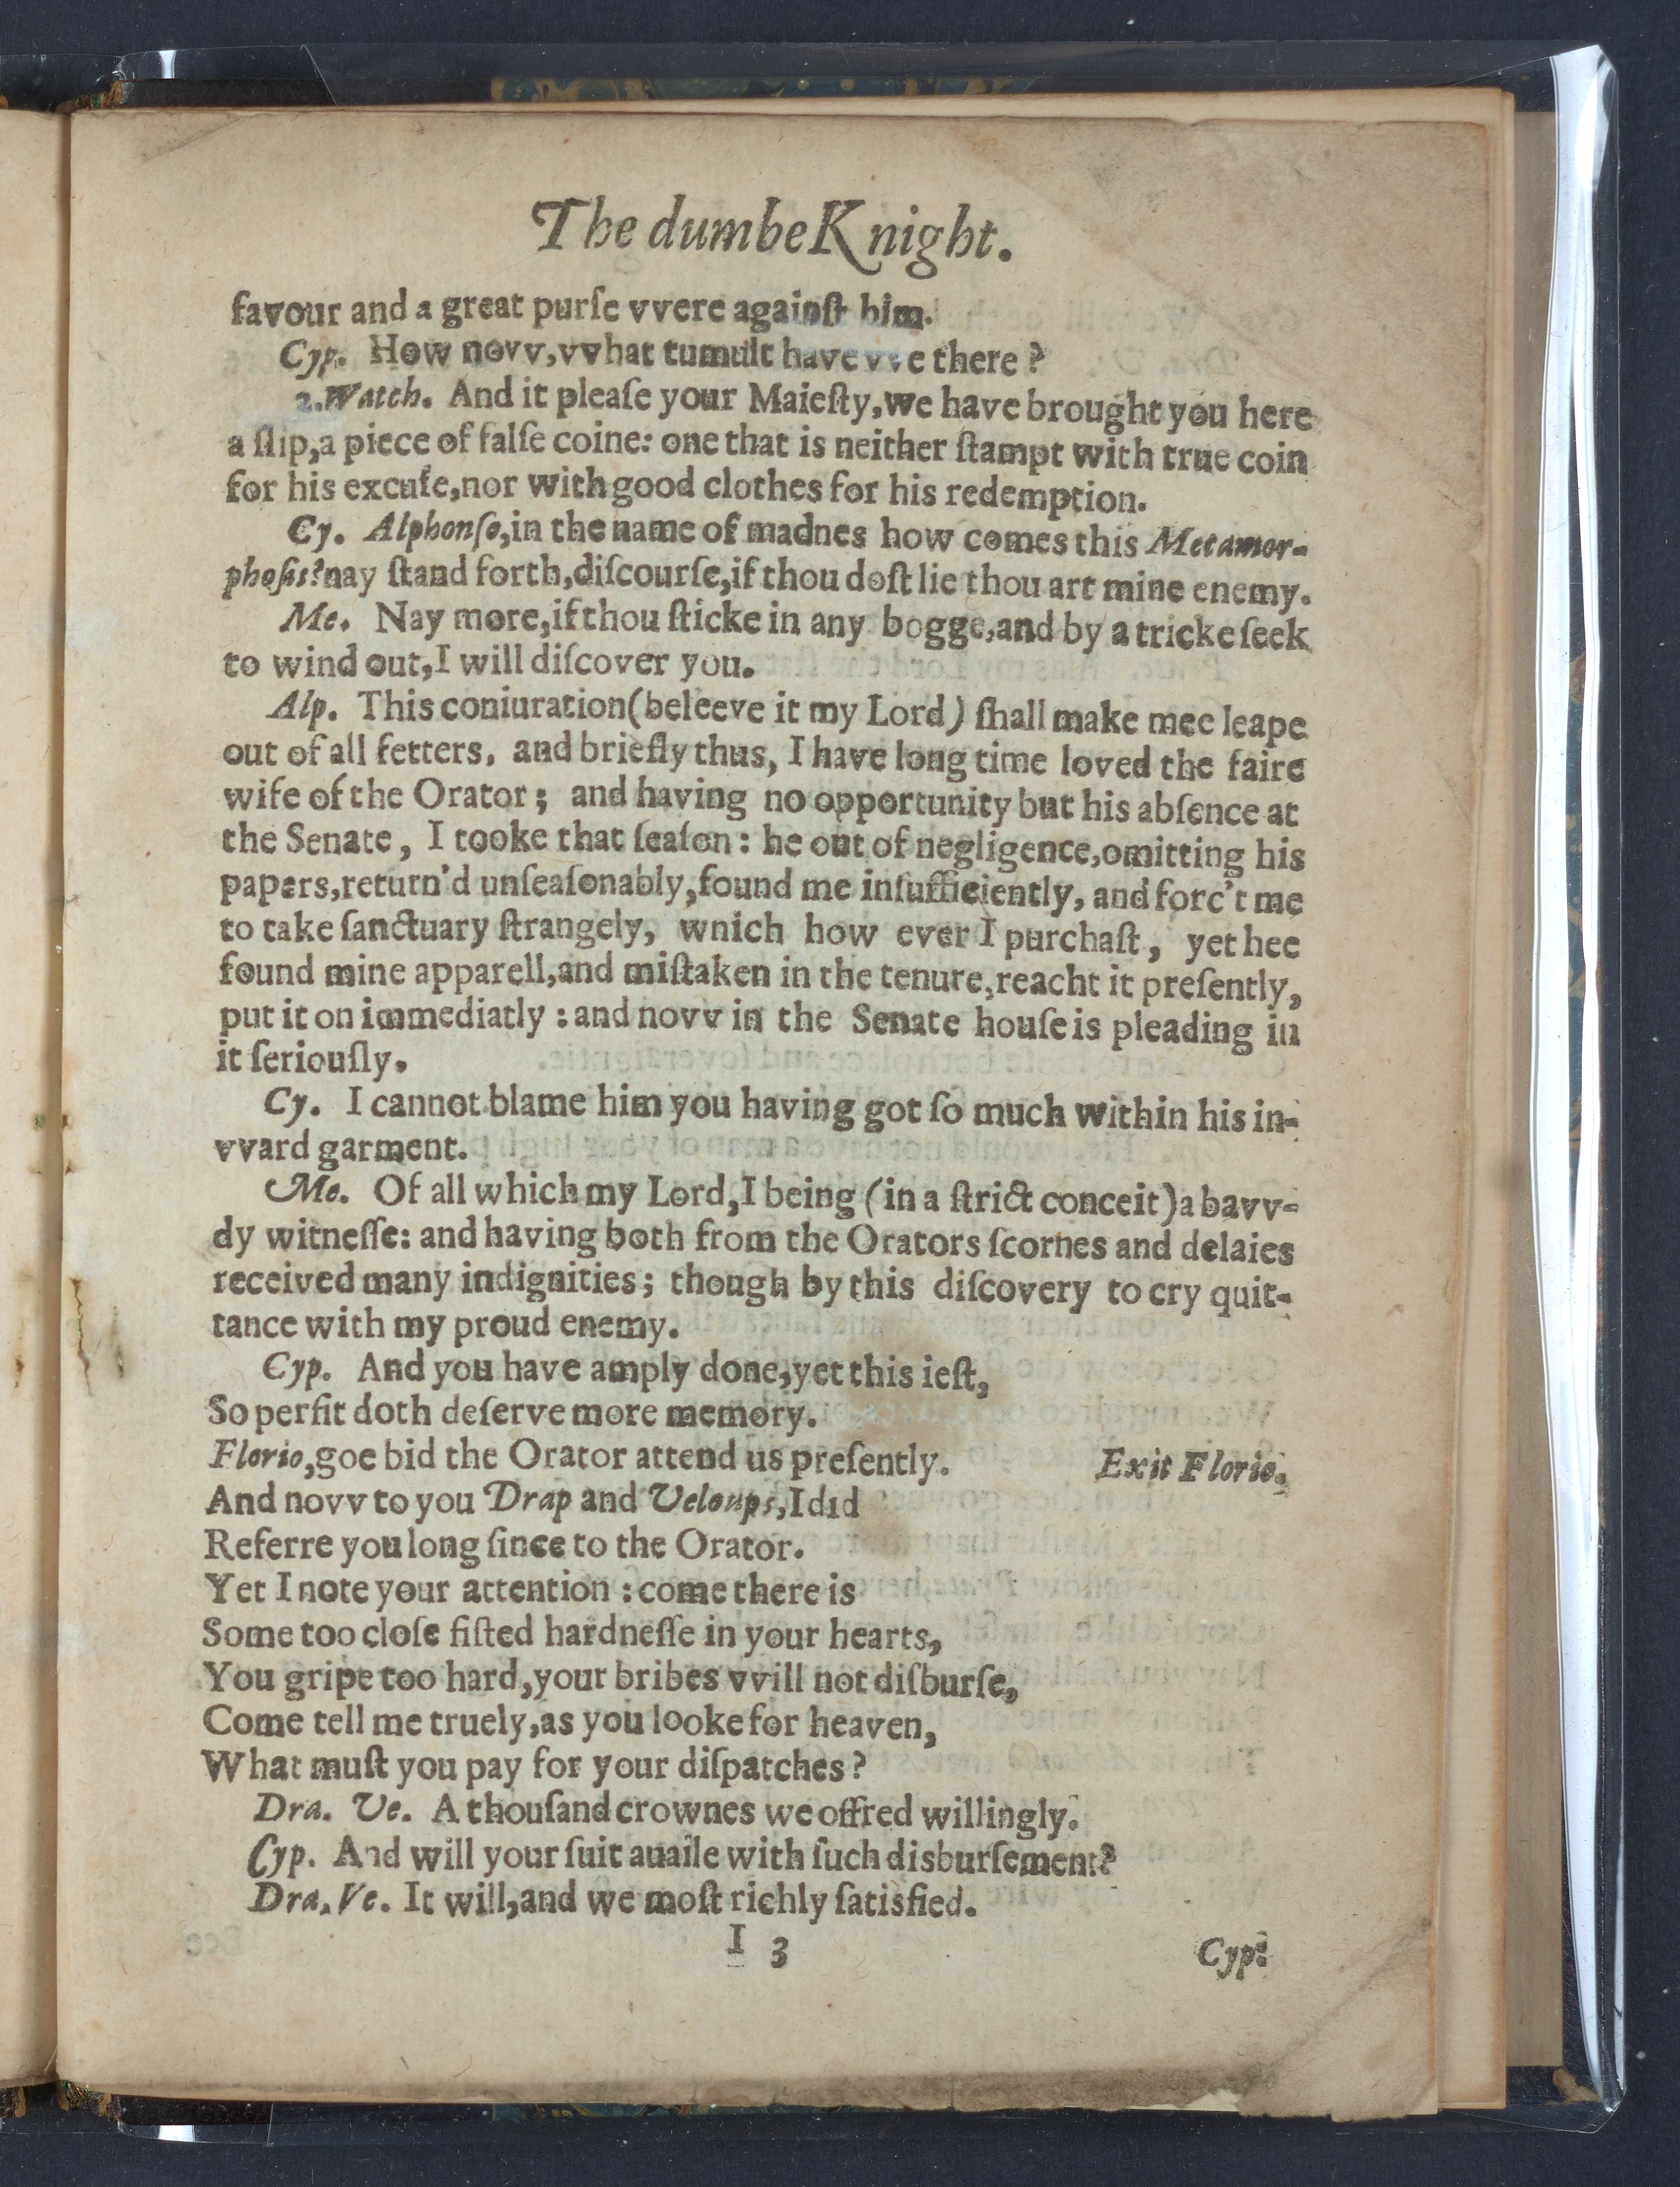 The dumbe Knight.
favour and a great purſe vvere againſt him.
Cyp. How novv, vvhat tumult have vve there?
2. Watch. And it pleaſe your Maieſty, we have brought you here
a ſlip, a piece of falſe coine: one that is neither ſtampt with true coin
for his excuſe, nor with good clothes for his redemption.
Cy. Alphonſo, in the name of madnes how comes this Metamor-
phoſis? nay ſtand forth, diſcourſe, if thou doſt lie thou art mine enemy.
Me. Nay more, if thou ſticke in any bogge, and by a tricke ſeek
to wind out, I will diſcover you.
Alp. This coniuration (beleeve it my Lord) ſhall make mee leape
out of all fetters, and briefly thus, I have long time loved the faire
wife of the Orator; and having no opportunity but his abſence at
the Senate, I tooke that ſeaſon: he out of negligence, omitting his
papers, return'd unſeaſonably, found me inſufficiently, and forc't me
to take ſanctuary ſtrangely, wnich how ever I purchaſt, yet hee
found mine apparell, and miſtaken in the tenure, reacht it preſently,
put it on immediatly: and novv in the Senate houſe is pleading in
it ſeriouſly.
Cy. I cannot blame him you having got ſo much within his in-
vvard garment.
Me. Of all which my Lord, I being (in a ſtrict conceit) a bavv-
dy witneſſe: and having both from the Orators ſcornes and delaies
received many indignities; though by this diſcovery to cry quit-
tance with my proud enemy.
Cyp. And you have amply done, yet this ieſt,
So perfit doth deſerve more memory.
Florio, goe bid the Orator attend us preſently. Exit Florio.
And novv to you Drap and Veloups, I did
Referre you long ſince to the Orator.
Yet I note your attention: come there is
Some too cloſe fiſted hardneſſe in your hearts,
You gripe too hard, your bribes vvill not diſburſe,
Come tell me truely, as you looke for heaven,
What muſt you pay for your diſpatches?
Dra. Ve. A thouſand crownes we offred willingly.
Cyp. And will your ſuit auaile with ſuch disburſement?
Dra. Ve. It will, and we moſt richly ſatisfied.
I 3 Cyp.